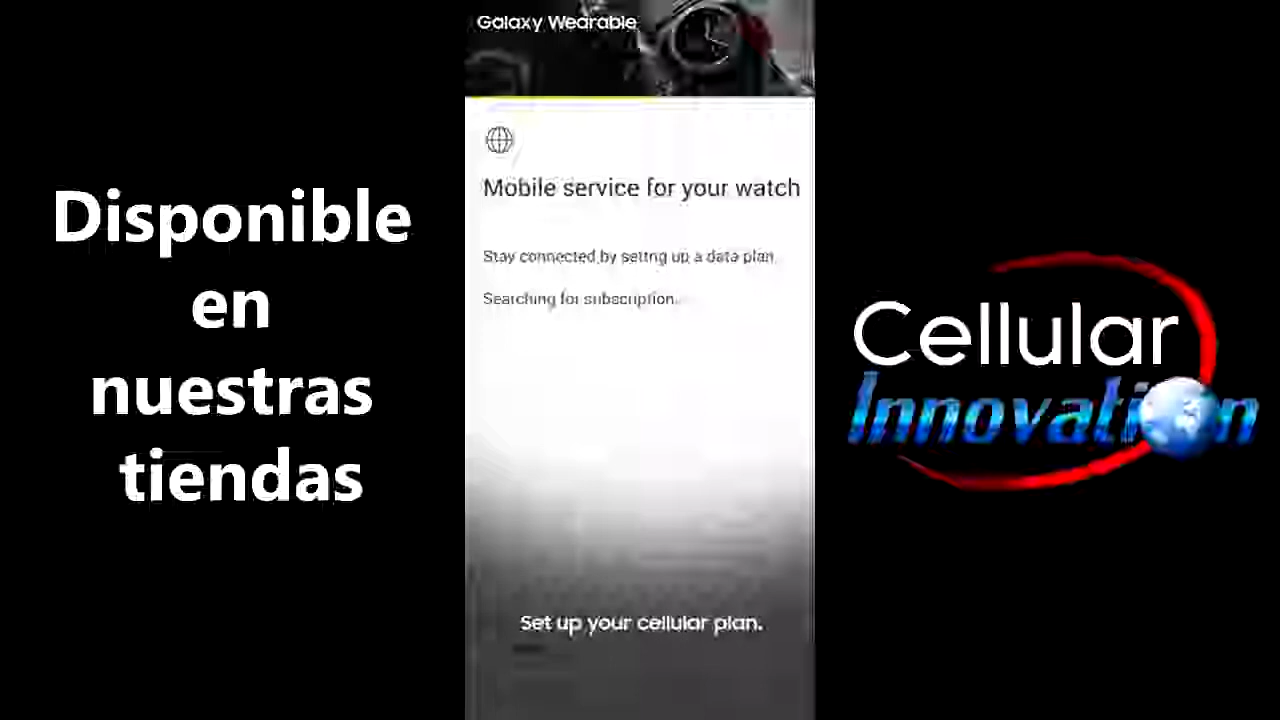 Disponible
en
nuestras
tiendas
Galaxy Wearable
Mobile service for your watch
Stay connected by setting up a data plan.
Searching for subscription...
Set up your cellular plan.
Cellular
Innovation